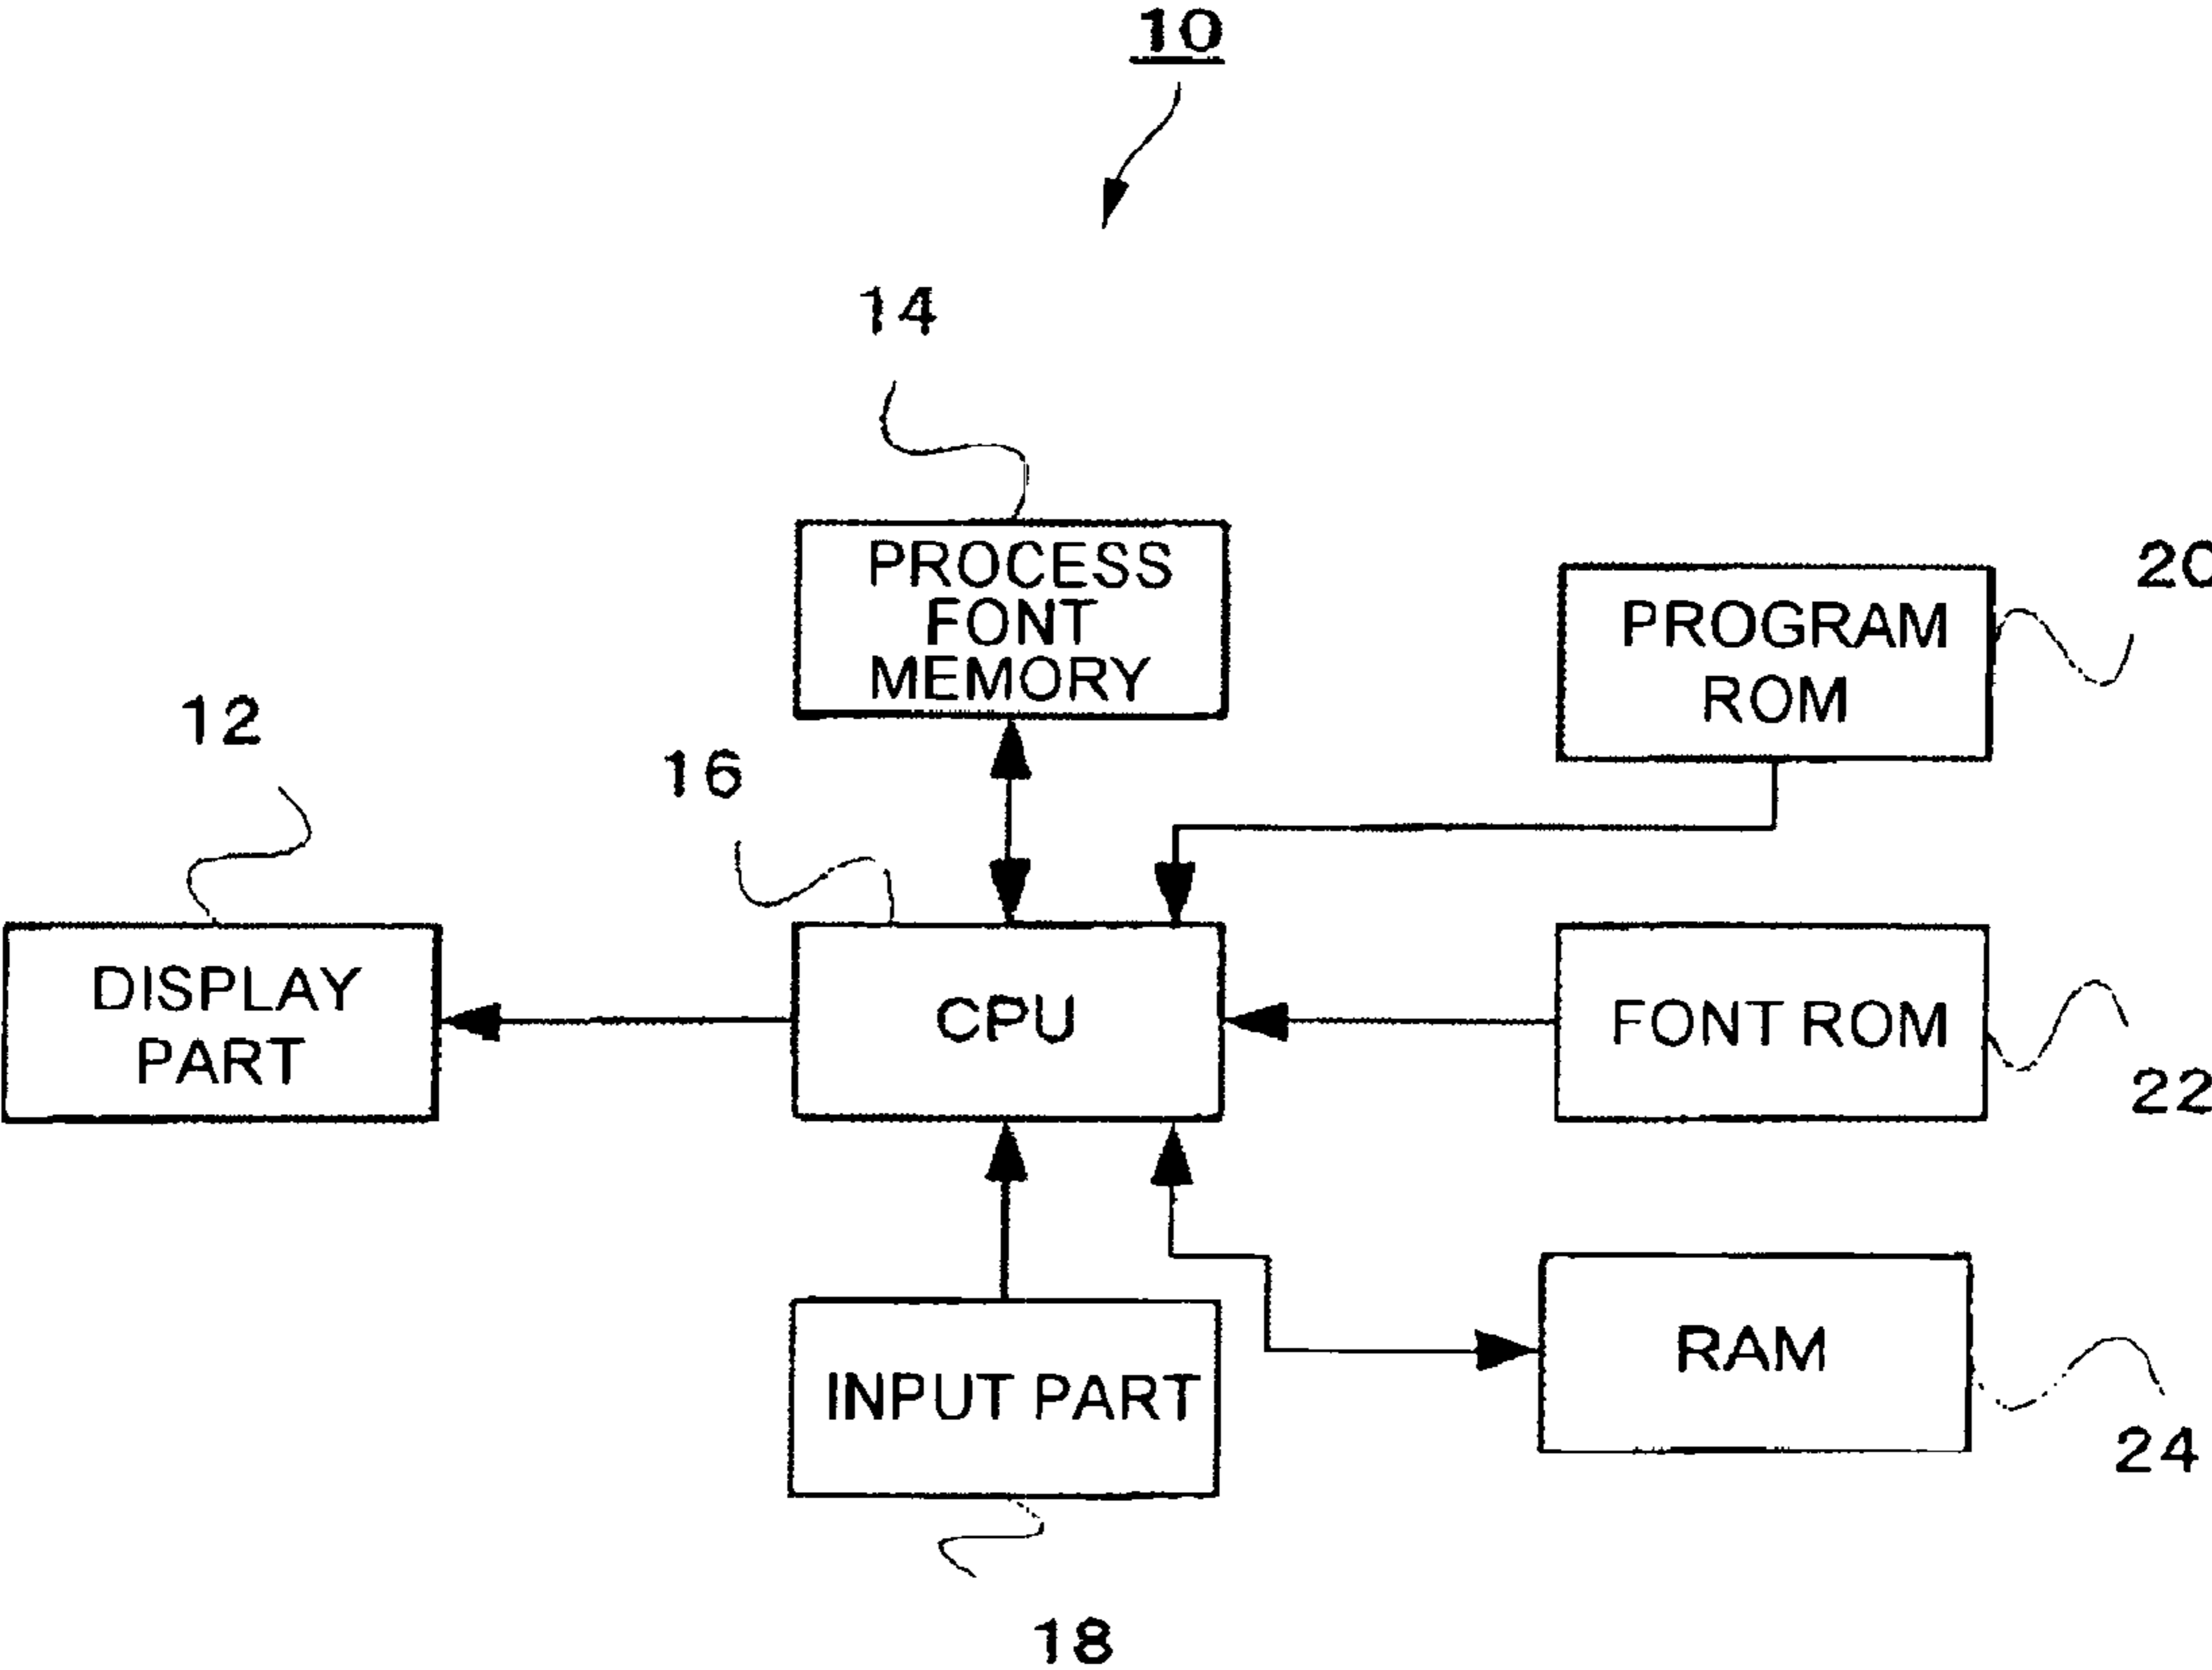 10
14
PROCESS
FONT
MEMORY
20
PROGRAM
ROM
12
16
DISPLAY
PART
CPU
FONT ROM
22
INPUT PART
RAM
24
18